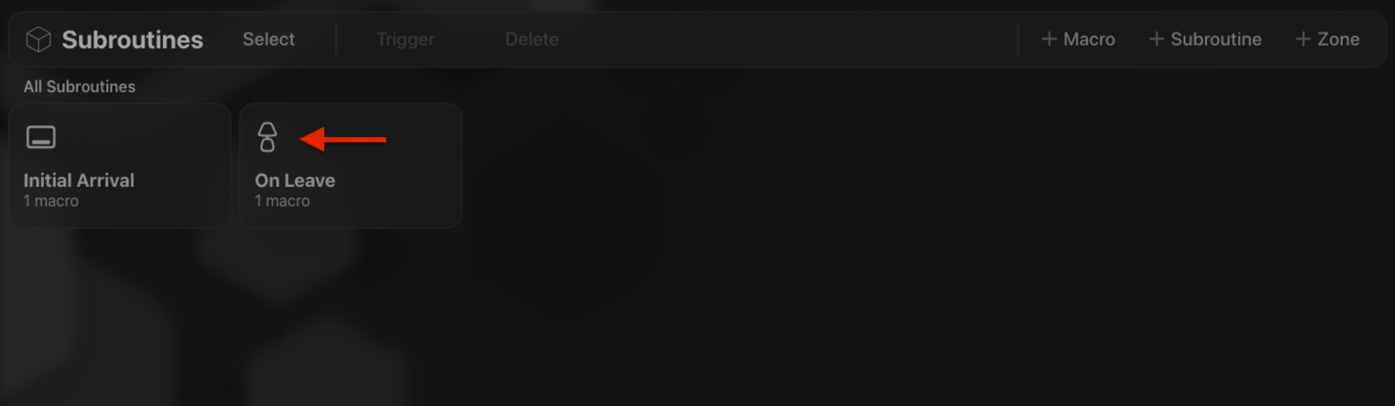 Subroutines Select Trigger Delete + Macro + Subroutine + Zone
All Subroutines
Initial Arrival
1 macro
On Leave
1 macro